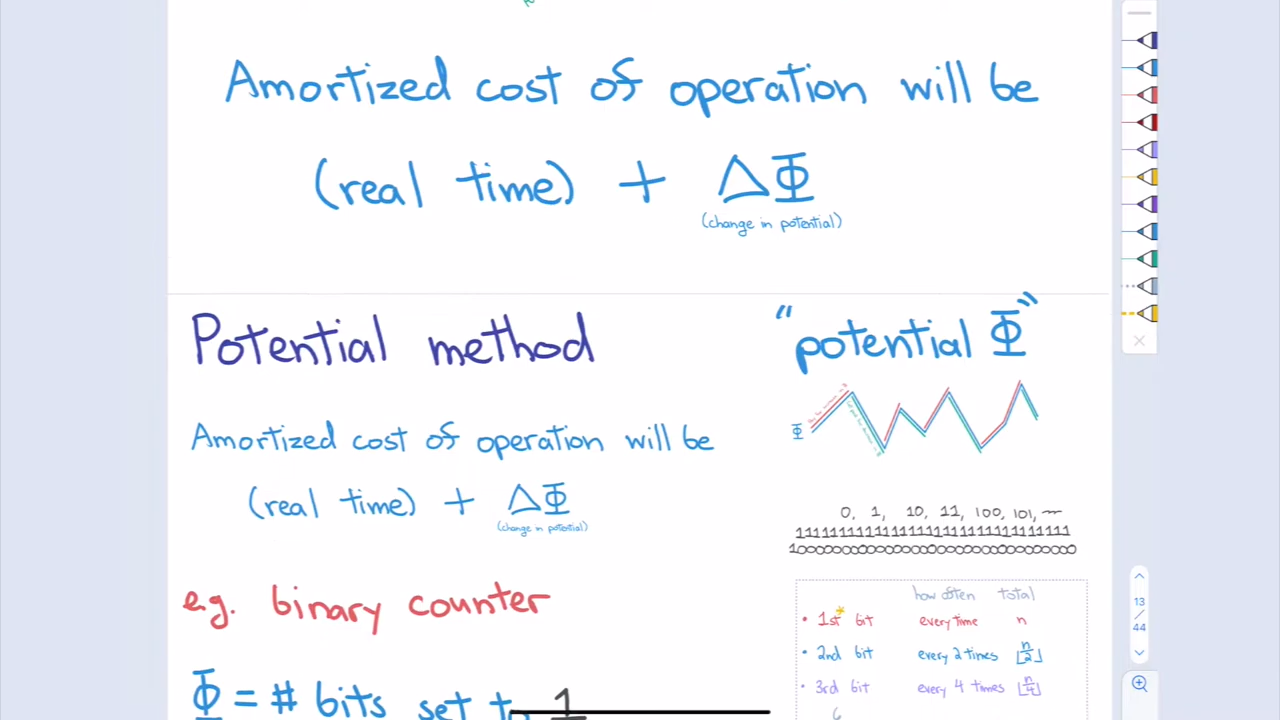 Amortized cost of operation will be
(real time) + ΔΦ
(change in potential)
Potential method
Amortized cost of operation will be
(real time) + ΔΦ
(change in potential)
e.g. binary counter
Φ = # bits set to 1
"potential Φ"
Φ
0, 1, 10, 11, 100, 101, ―
how often total
• 1st* bit every time n
• 2nd bit every 2 times ⌊n/2⌋
• 3rd bit every 4 times ⌊n/4⌋
13
/
44